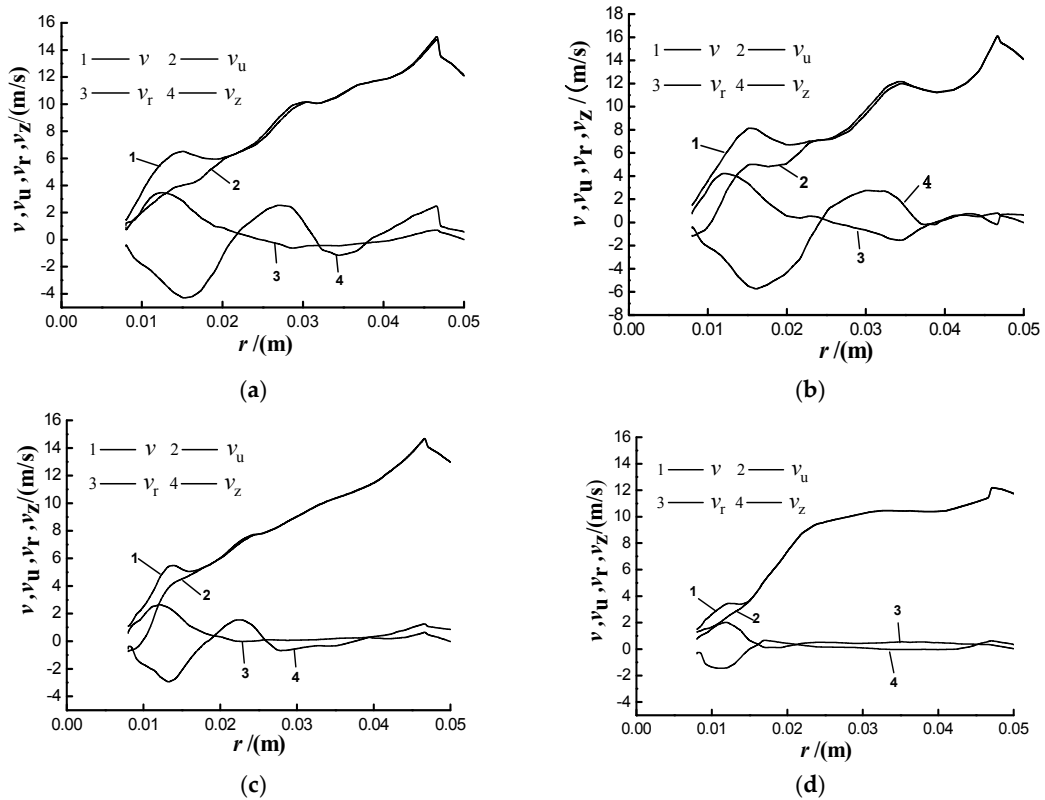 v ,vu ,vr ,vz/(m/s)
16
14
12
10
8
6
4
2
0
-2
-4
1 — v 2 — vu
3 — vr 4 — vz
1
2
3
4
0.00 0.01 0.02 0.03 0.04 0.05
r /(m)
(a)
v ,vu ,vr ,vz / (m/s)
18
16
14
12
10
8
6
4
2
0
-2
-4
-6
-8
1 — v 2 — vu
3 — vr 4 — vz
1
2
4
3
0.00 0.01 0.02 0.03 0.04 0.05
r /(m)
(b)
v ,vu ,vr ,vz/(m/s)
16
14
12
10
8
6
4
2
0
-2
-4
1 — v 2 — vu
3 — vr 4 — vz
1
2
3 4
0.00 0.01 0.02 0.03 0.04 0.05
r /(m)
(c)
v ,vu ,vr ,vz/(m/s)
16
14
12
10
8
6
4
2
0
-2
-4
1 — v 2 — vu
3 — vr 4 — vz
1
2
3
4
0.00 0.01 0.02 0.03 0.04 0.05
r /(m)
(d)